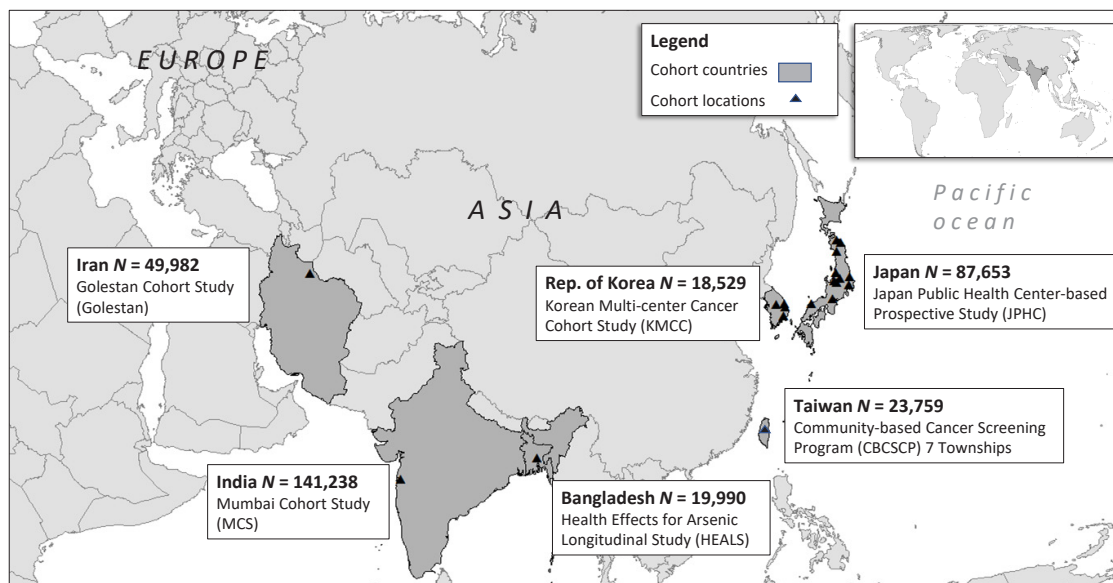 EUROPE
ASIA
Legend
Cohort countries
Cohort locations
Pacific
ocean
Iran N = 49,982
Golestan Cohort Study
(Golestan)
Rep. of Korea N = 18,529
Korean Multi-center Cancer
Cohort Study (KMCC)
Japan N = 87,653
Japan Public Health Center-based
Prospective Study (JPHC)
Taiwan N = 23,759
Community-based Cancer Screening
Program (CBCSCP) 7 Townships
India N = 141,238
Mumbai Cohort Study
(MCS)
Bangladesh N = 19,990
Health Effects for Arsenic
Longitudinal Study (HEALS)